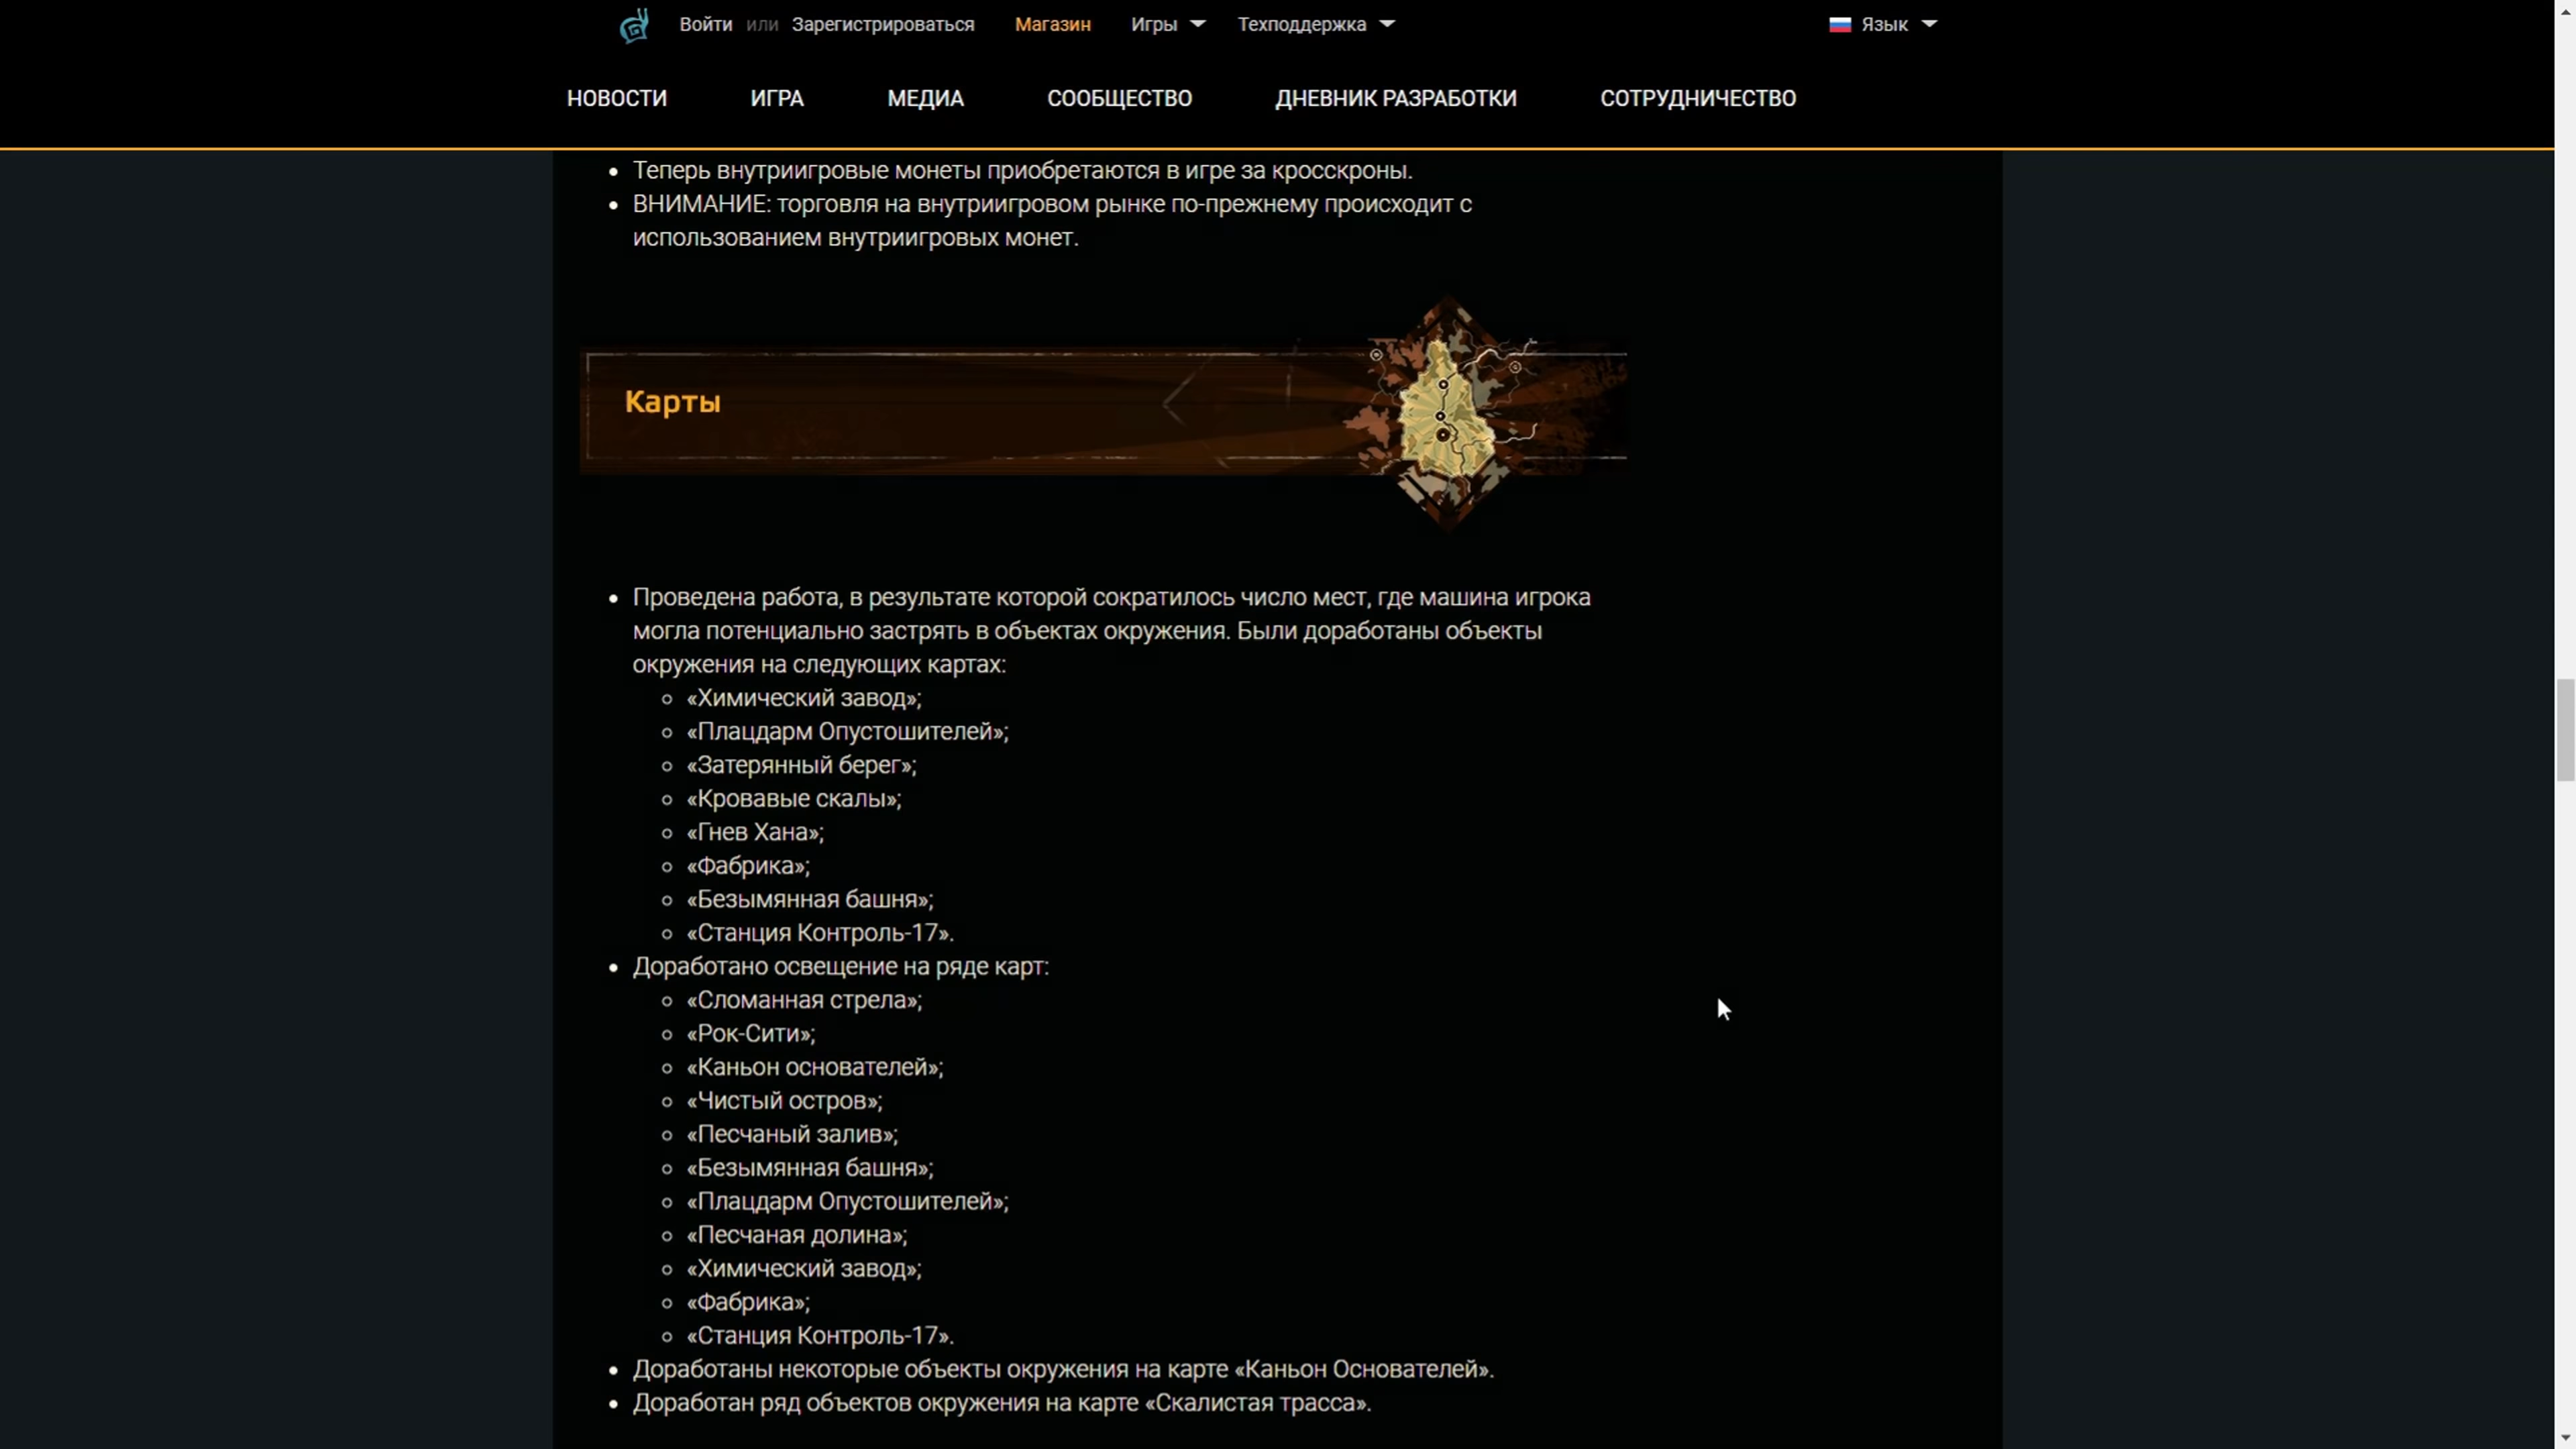 Войти или Зарегистрироваться Магазин Игры Техподдержка Язык
НОВОСТИ ИГРА МЕДИА СООБЩЕСТВО ДНЕВНИК РАЗРАБОТКИ СОТРУДНИЧЕСТВО
Теперь внутриигровые монеты приобретаются в игре за кросскроны.
ВНИМАНИЕ: торговля на внутриигровом рынке по-прежнему происходит с
использованием внутриигровых монет.
Карты
Проведена работа, в результате которой сократилось число мест, где машина игрока
могла потенциально застрять в объектах окружения. Были доработаны объекты
окружения на следующих картах:
«Химический завод»;
«Плацдарм Опустошителей»;
«Затерянный берег»;
«Кровавые скалы»;
«Гнев Хана»;
«Фабрика»;
«Безымянная башня»;
«Станция Контроль-17».
Доработано освещение на ряде карт:
«Сломанная стрела»;
«Рок-Сити»;
«Каньон основателей»;
«Чистый остров»;
«Песчаный залив»;
«Безымянная башня»;
«Плацдарм Опустошителей»;
«Песчаная долина»;
«Химический завод»;
«Фабрика»;
«Станция Контроль-17».
Доработаны некоторые объекты окружения на карте «Каньон Основателей».
Доработан ряд объектов окружения на карте «Скалистая трасса».